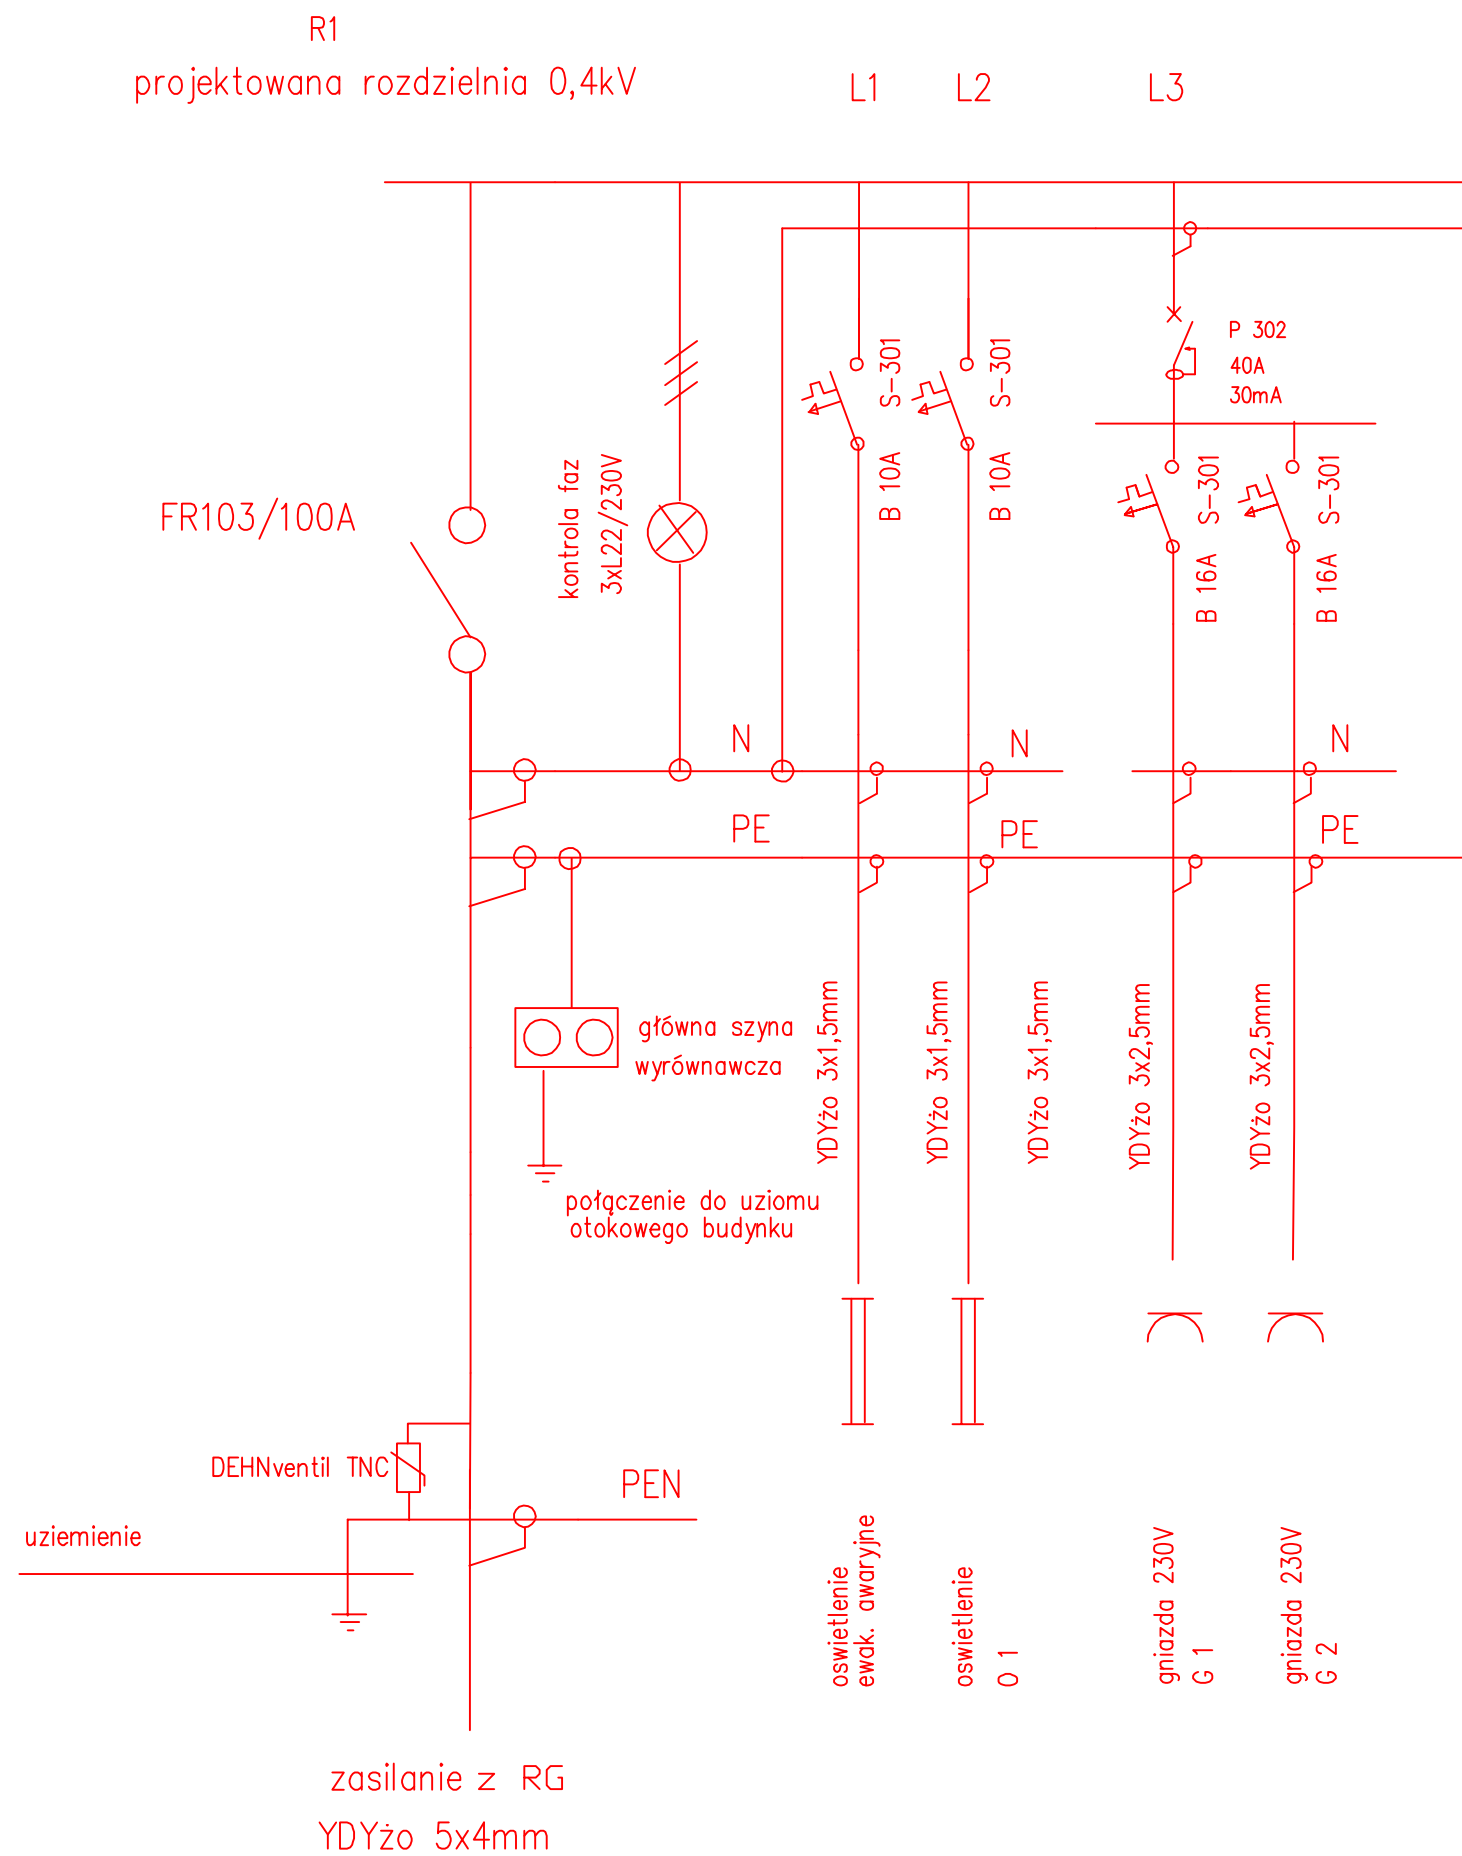 R1
projektowana rozdzielnia 0,4kV
L1
L2
L3
P 302
40A
30mA
S-301
B 10A
S-301
B 10A
S-301
B 16A
S-301
B 16A
FR103/100A
kontrola faz
3xL22/230V
N
N
N
PE
PE
PE
główna szyna
wyrównawcza
połączenie do uziomu
otokowego budynku
YDYżo 3x1,5mm
YDYżo 3x1,5mm
YDYżo 3x1,5mm
YDYżo 3x2,5mm
YDYżo 3x2,5mm
DEHNventil TNC
PEN
uziemienie
oswietlenie
ewak. awaryjne
oswietlenie
O 1
gniazda 230V
G 1
gniazda 230V
G 2
zasilanie z RG
YDYżo 5x4mm